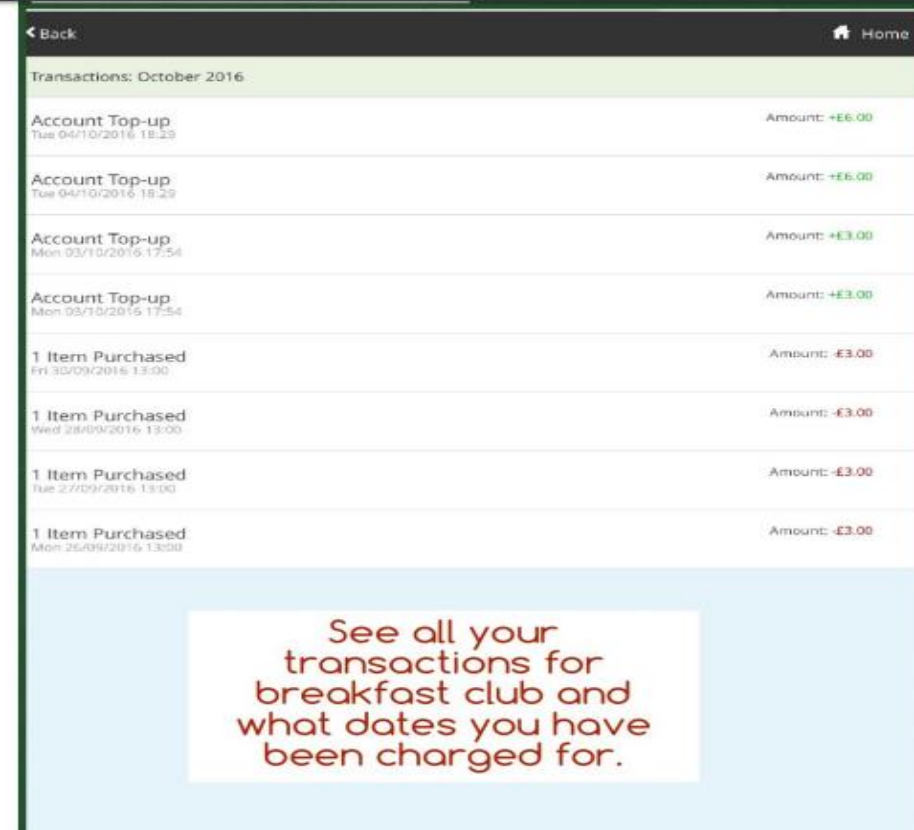 Back Home
Transactions: October 2016
Account Top-up Amount: +£6.00
Tue 04/10/2016 18:29
Account Top-up Amount: +£6.00
Tue 04/10/2016 18:29
Account Top-up Amount: +£3.00
Mon 03/10/2016 17:54
Account Top-up Amount: +£3.00
Mon 03/10/2016 17:54
1 Item Purchased Amount: -£3.00
Fri 30/09/2016 13:00
1 Item Purchased Amount: -£3.00
Wed 28/09/2016 13:00
1 Item Purchased Amount: -£3.00
Tue 27/09/2016 13:00
1 Item Purchased Amount: -£3.00
Mon 26/09/2016 13:00
See all your
transactions for
breakfast club and
what dates you have
been charged for.